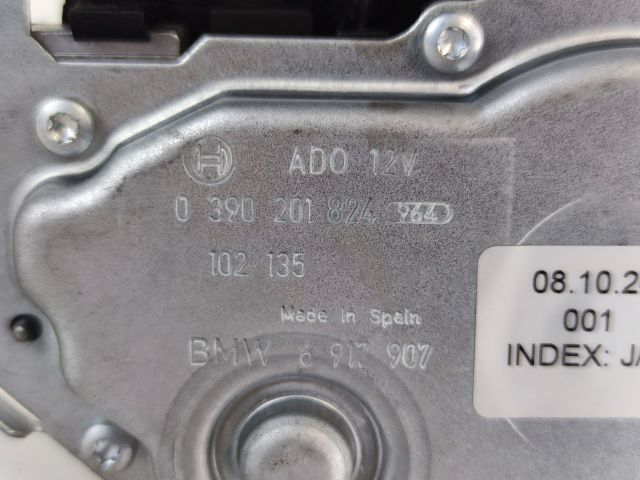 ADO 12V
0 390 201 824 964
102 135
Made in Spain
BMW 6 917 907
08.10.2
001
INDEX: J